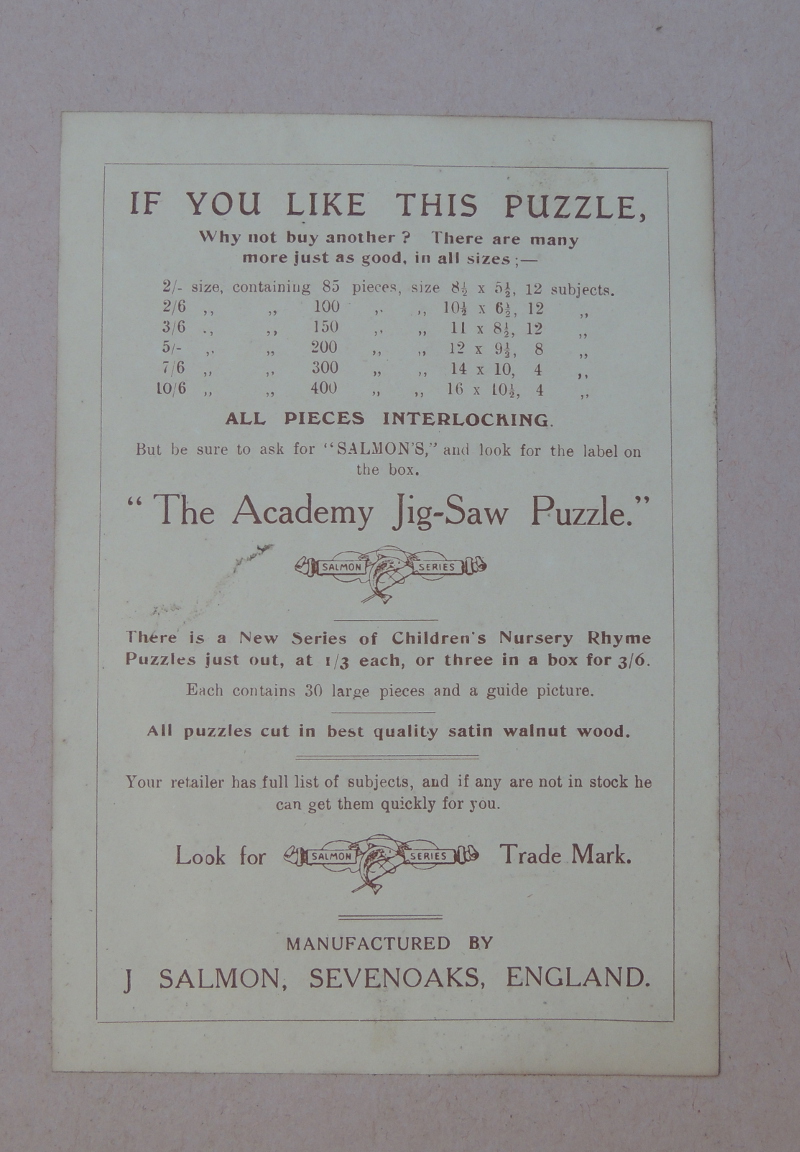 IF YOU LIKE THIS PUZZLE,
Why not buy another? There are many
more just as good, in all sizes ;—
2/- size, containing 85 pieces, size 8½ x 5½, 12 subjects.
2/6 ,, ,, 100 ,, ,, 10½ x 6½, 12 ,,
3/6 ,, ,, 150 ,, ,, 11 x 8½, 12 ,,
5/- ,, ,, 200 ,, ,, 12 x 9½, 8 ,,
7/6 ,, ,, 300 ,, ,, 14 x 10, 4 ,,
10/6 ,, ,, 400 ,, ,, 16 x 10½, 4 ,,
ALL PIECES INTERLOCKING.
But be sure to ask for "SALMON'S," and look for the label on
the box.
"The Academy Jig-Saw Puzzle."
SALMON SERIES
There is a New Series of Children's Nursery Rhyme
Puzzles just out, at 1/3 each, or three in a box for 3/6.
Each contains 30 large pieces and a guide picture.
All puzzles cut in best quality satin walnut wood.
Your retailer has full list of subjects, and if any are not in stock he
can get them quickly for you.
Look for SALMON SERIES Trade Mark.
MANUFACTURED BY
J SALMON, SEVENOAKS, ENGLAND.